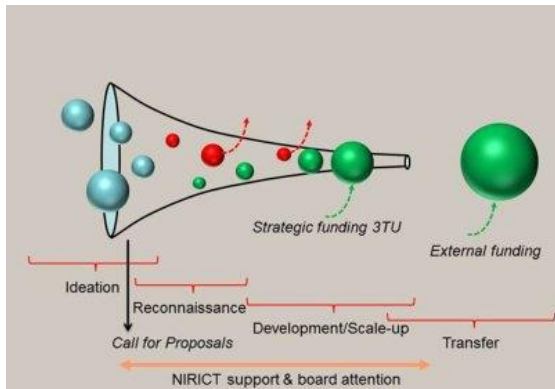 Strategic funding 3TU
External funding
Ideation
Reconnaissance
Development/Scale-up
Transfer
Call for Proposals
NIRICT support & board attention